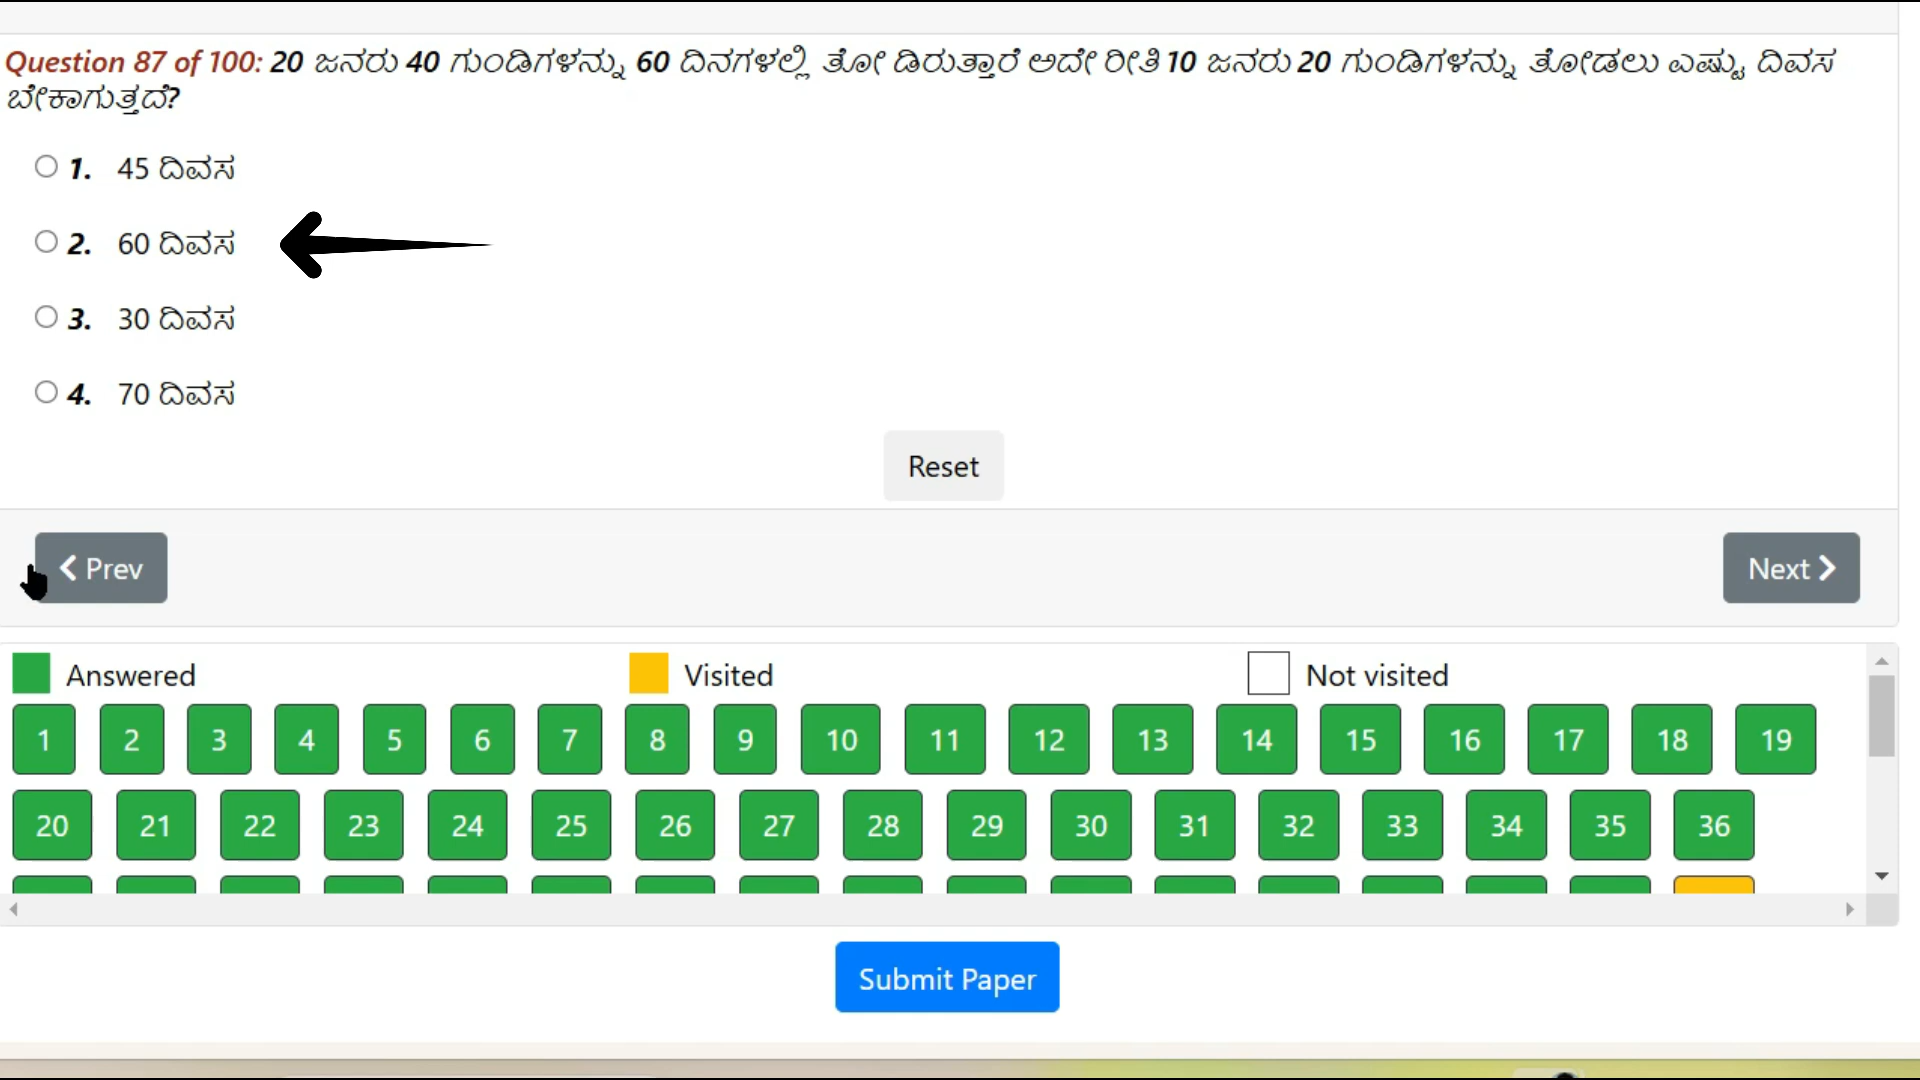 Question 87 of 100: 20 ಜನರು 40 ಗುಂಡಿಗಳನ್ನು 60 ದಿನಗಳಲ್ಲಿ ತೋ ಡಿರುತ್ತಾರೆ ಅದೇ ರೀತಿ 10 ಜನರು 20 ಗುಂಡಿಗಳನ್ನು ತೋಡಲು ಎಷ್ಟು ದಿವಸ
ಬೇಕಾಗುತ್ತದೆ?
1. 45 ದಿವಸ
2. 60 ದಿವಸ
3. 30 ದಿವಸ
4. 70 ದಿವಸ
Reset
Prev Next
Answered Visited Not visited
1 2 3 4 5 6 7 8 9 10 11 12 13 14 15 16 17 18 19
20 21 22 23 24 25 26 27 28 29 30 31 32 33 34 35 36
Submit Paper